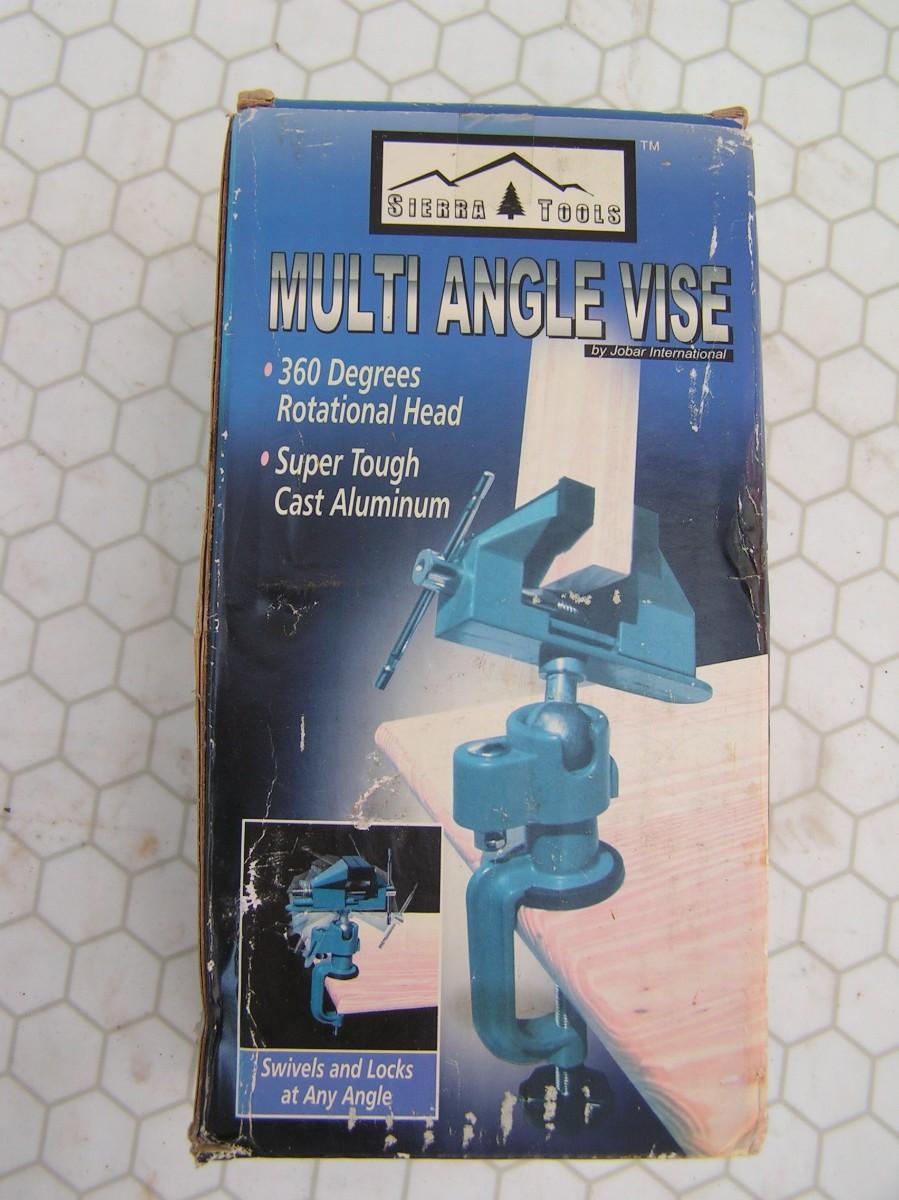 SIERRA TOOLS
TM
MULTI ANGLE VISE
by Jobar International
• 360 Degrees
Rotational Head
• Super Tough
Cast Aluminum
Swivels and Locks
at Any Angle